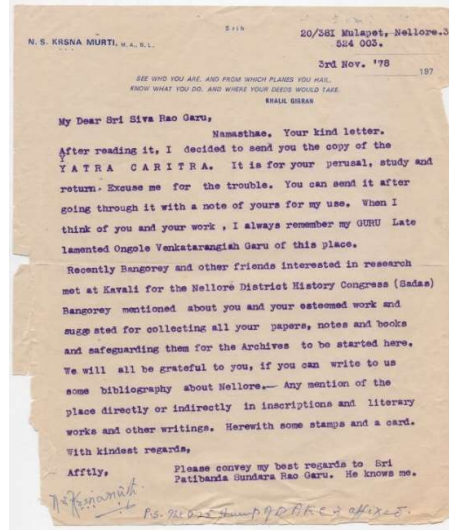 Srih
N. S. KRSNA MURTI, M.A., B.L.,
20/381 Mulapet, Nellore.3
524 003.
3rd Nov. '78
197
SEE WHO YOU ARE, AND FROM WHICH PLANES YOU HAIL,
KNOW WHAT YOU DO, AND WHERE YOUR DEEDS WOULD TAKE.
KHALIL GIBRAN
My Dear Sri Siva Rao Garu,
Namasthae. Your kind letter.
After reading it, I decided to send you the copy of the
Y A T R A C A R I T R A. It is for your perusal, study and
return. Excuse me for the trouble. You can send it after
going through it with a note of yours for my use. When I
think of you and your work , I always remember my GURU Late
lamented Ongole Venkatarangiah Garu of this place.
Recently Bangorey and other friends interested in research
met at Kavali for the Nellore District History Congress (Sadas)
Bangorey mentioned about you and your esteemed work and
suggested for collecting all your papers, notes and books
and safeguarding them for the Archives to be started here.
We will all be grateful to you, if you can write to us
some bibliography about Nellore.— Any mention of the
place directly or indirectly in inscriptions and literary
works and other writings. Herewith some stamps and a card.
With kindest regards,
Afftly,
Please convey my best regards to Sri
Patibanda Sundara Rao Garu. He knows me.
P.S.